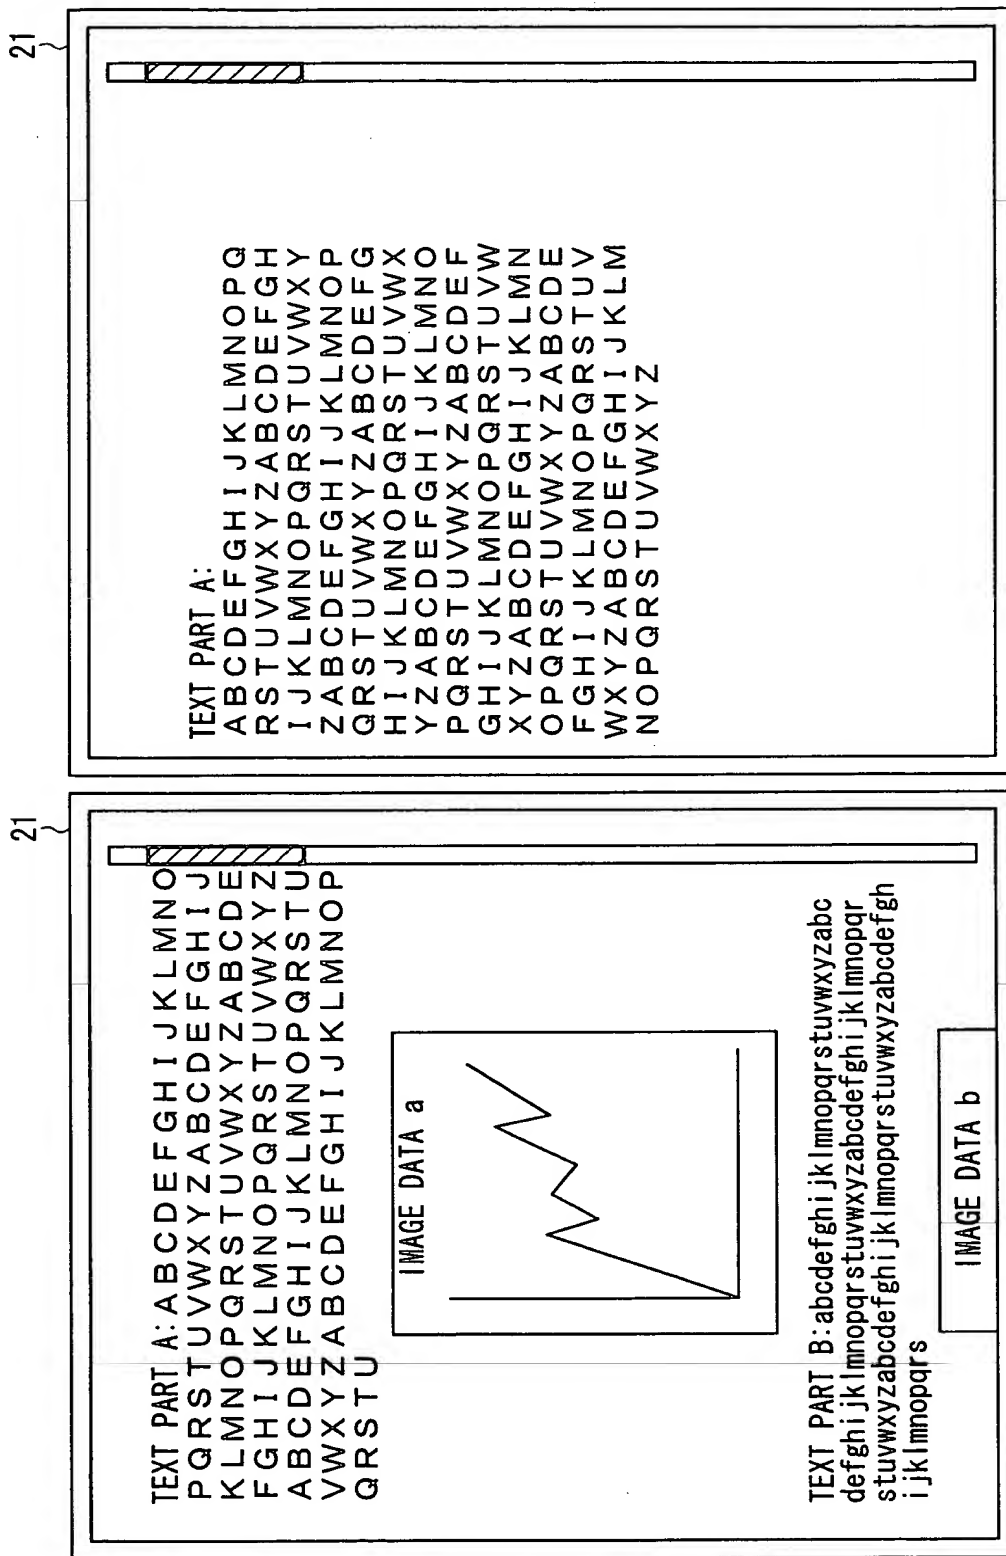 21
TEXT PART A:ABCDEFGHIJKLMNO
PQRSTUVWXYZABCDEFGHIJ
KLMNOPQRSTUVWXYZABCDE
FGHIJKLMNOPQRSTUVWXYZ
ABCDEFGHIJKLMNOPQRSTU
VWXYZABCDEFGHIJKLMNOP
QRSTU
IMAGE DATA a
TEXT PART B:abcdefghijklmnopqrstuvwxyzabc
defghijklmnopqrstuvwxyzabcdefghijklmnopqr
stuvwxyzabcdefghijklmnopqrstuvwxyzabcdefgh
ijklmnopqrs
IMAGE DATA b
21
TEXT PART A:
ABCDEFGHIJKLMNOPQ
RSTUVWXYZABCDEFGH
IJKLMNOPQRSTUVWXY
ZABCDEFGHIJKLMNOP
QRSTUVWXYZABCDEFG
HIJKLMNOPQRSTUVWX
YZABCDEFGHIJKLMNO
PQRSTUVWXYZABCDEF
GHIJKLMNOPQRSTUVW
XYZABCDEFGHIJKLMN
OPQRSTUVWXYZABCDE
FGHIJKLMNOPQRSTUV
WXYZABCDEFGHIJKLM
NOPQRSTUVWXYZ